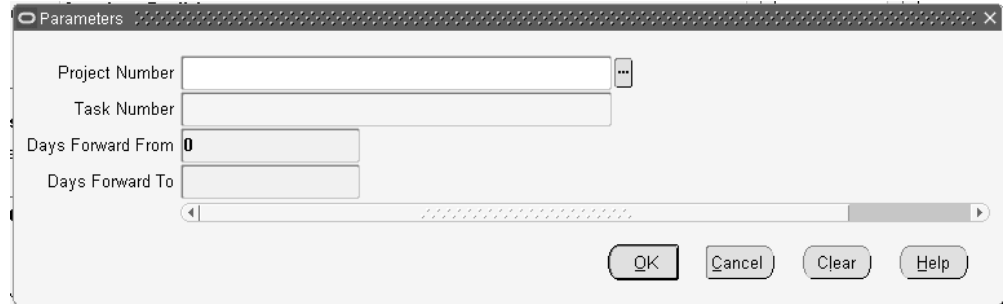 Parameters
Project Number
Task Number
Days Forward From 0
Days Forward To
OK Cancel Clear Help